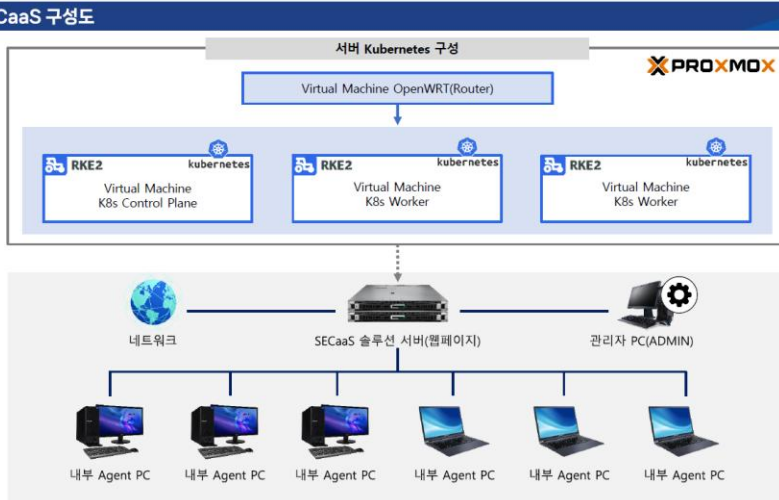 CaaS 구성도
서버 Kubernetes 구성
PROXMOX
Virtual Machine OpenWRT(Router)
RKE2
kubernetes
Virtual Machine
K8s Control Plane
RKE2
kubernetes
Virtual Machine
K8s Worker
RKE2
kubernetes
Virtual Machine
K8s Worker
네트워크
SECaaS 솔루션 서버(웹페이지)
관리자 PC(ADMIN)
내부 Agent PC
내부 Agent PC
내부 Agent PC
내부 Agent PC
내부 Agent PC
내부 Agent PC